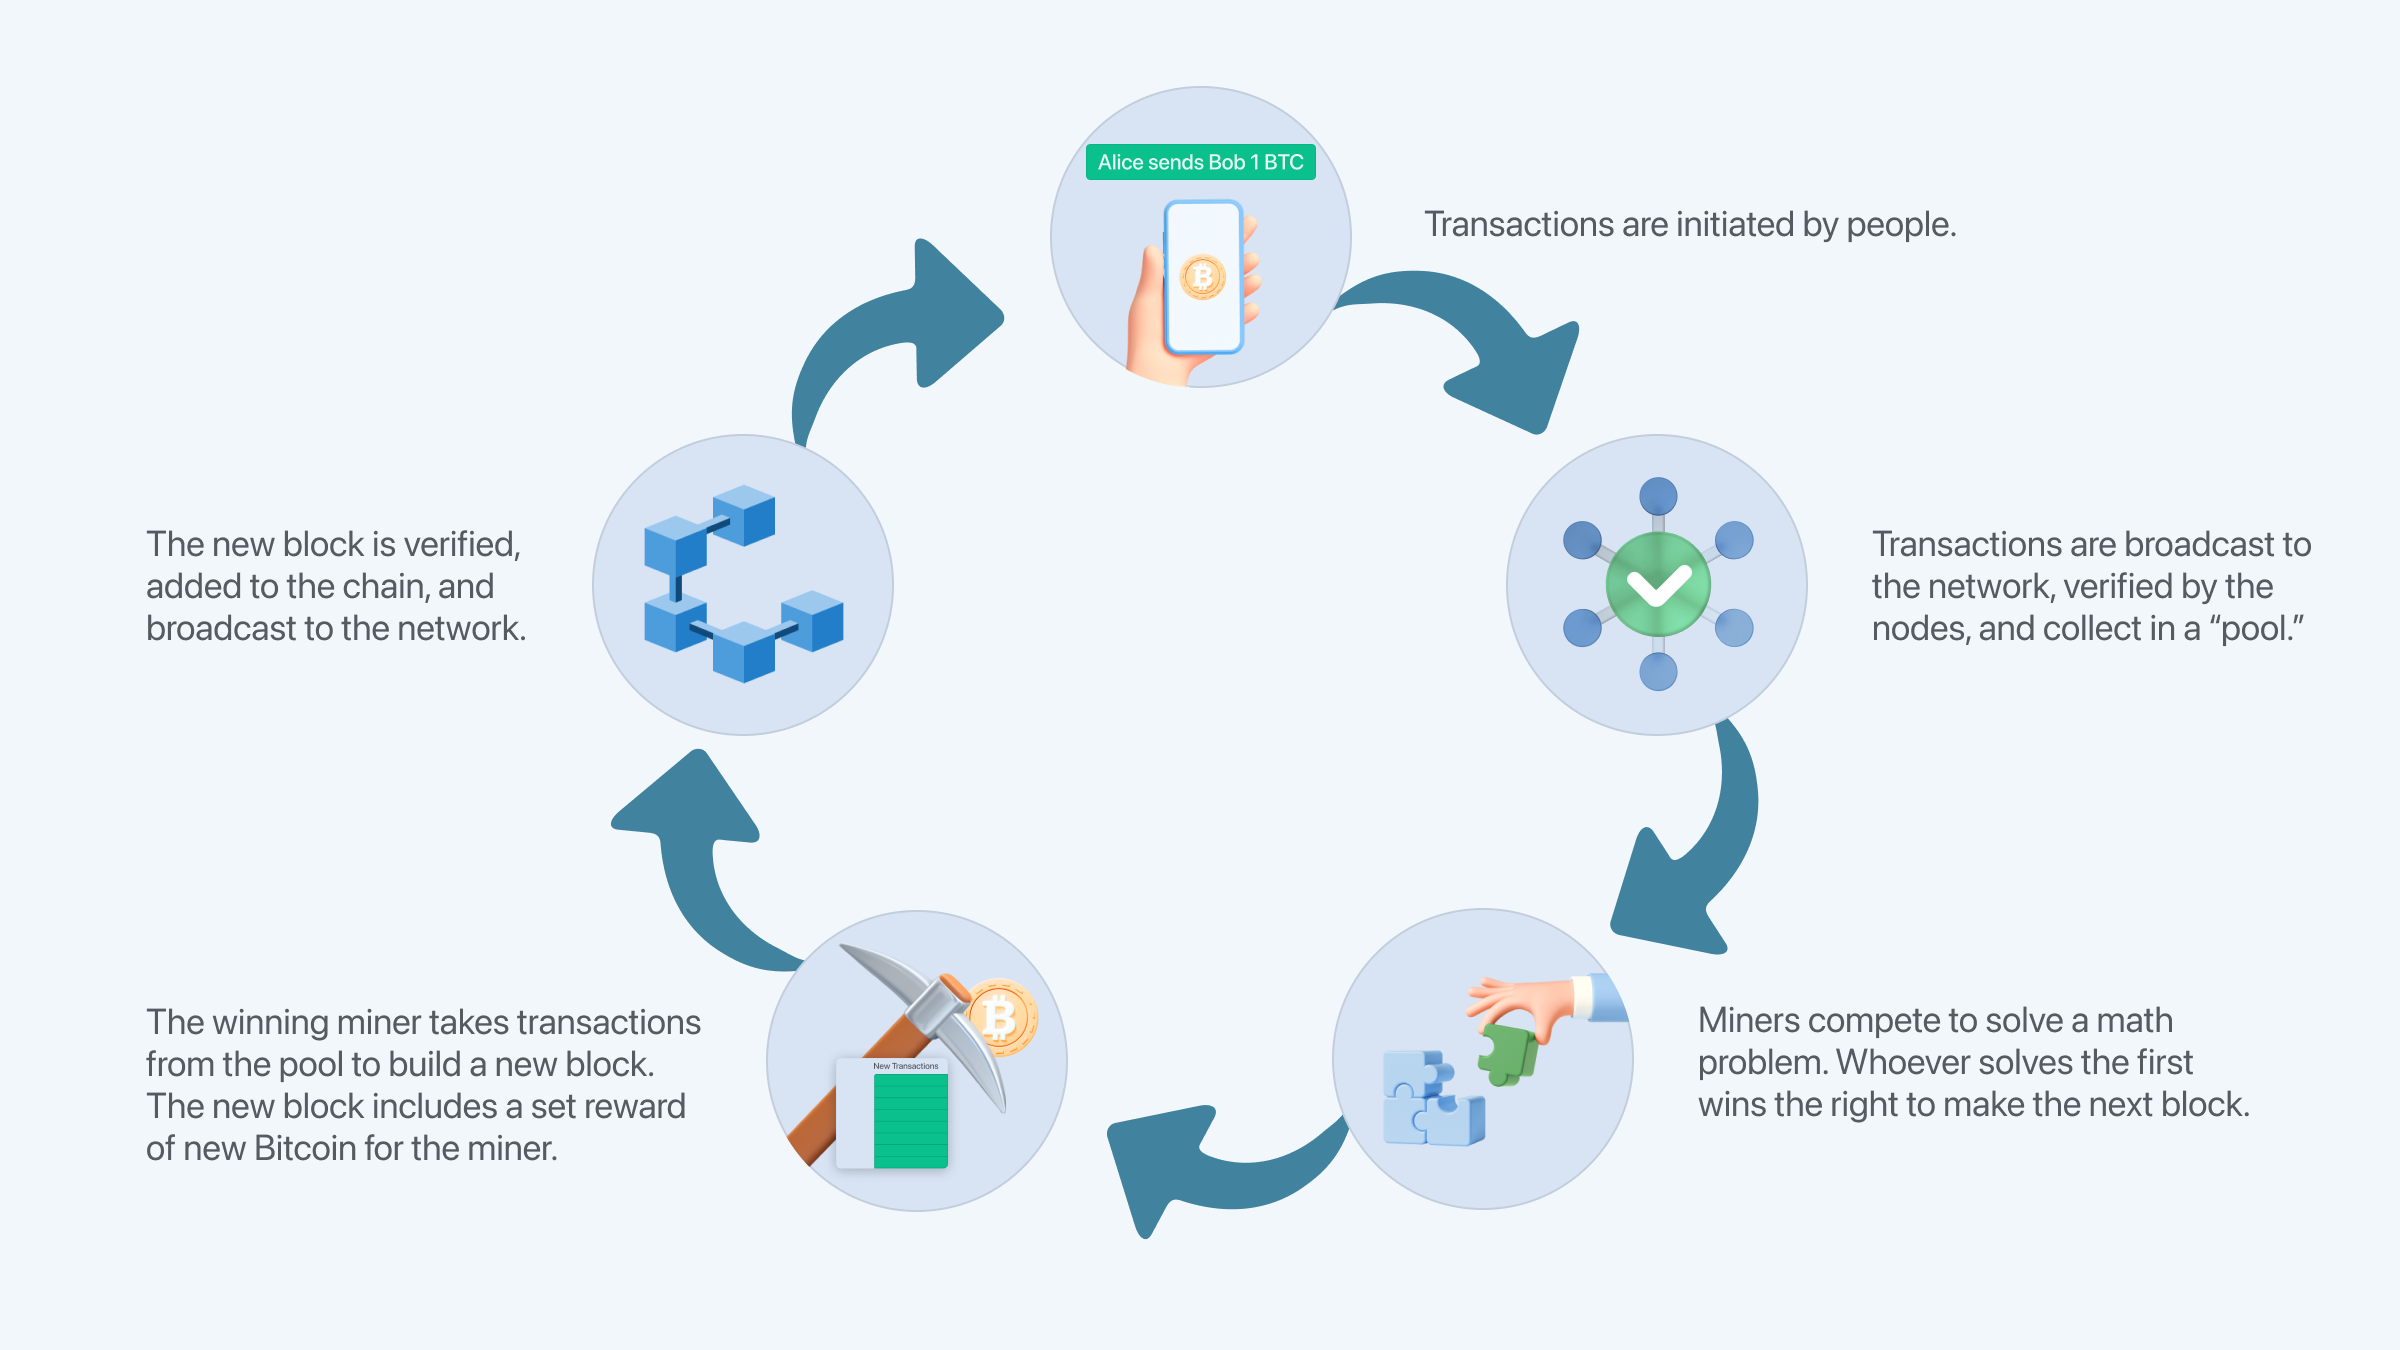 Alice sends Bob 1 BTC
Transactions are initiated by people.
Transactions are broadcast to
the network, verified by the
nodes, and collect in a “pool.”
Miners compete to solve a math
problem. Whoever solves the first
wins the right to make the next block.
The winning miner takes transactions
from the pool to build a new block.
The new block includes a set reward
of new Bitcoin for the miner.
New Transactions
The new block is verified,
added to the chain, and
broadcast to the network.